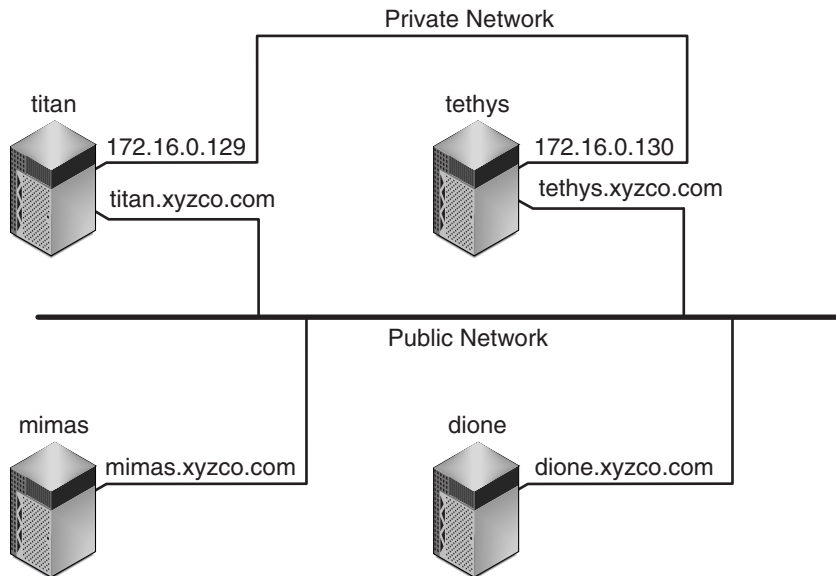 Private Network
titan
tethys
172.16.0.129
172.16.0.130
titan.xyzco.com
tethys.xyzco.com
Public Network
mimas
dione
mimas.xyzco.com
dione.xyzco.com